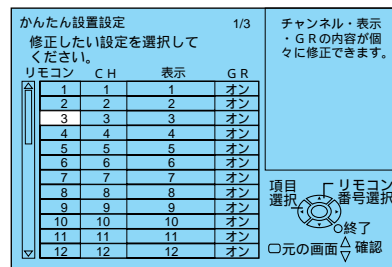 かんたん設置設定 1/3
修正したい設定を選択して
ください。
リモコン CH 表示 GR
1 1 1 オン
2 2 2 オン
3 3 3 オン
4 4 4 オン
5 5 5 オン
6 6 6 オン
7 7 7 オン
8 8 8 オン
9 9 9 オン
10 10 10 オン
11 11 11 オン
12 12 12 オン
チャンネル・表示
・GRの内容が個
々に修正できます。
項目
選択
リモコン
番号選択
終了
元の画面 確認